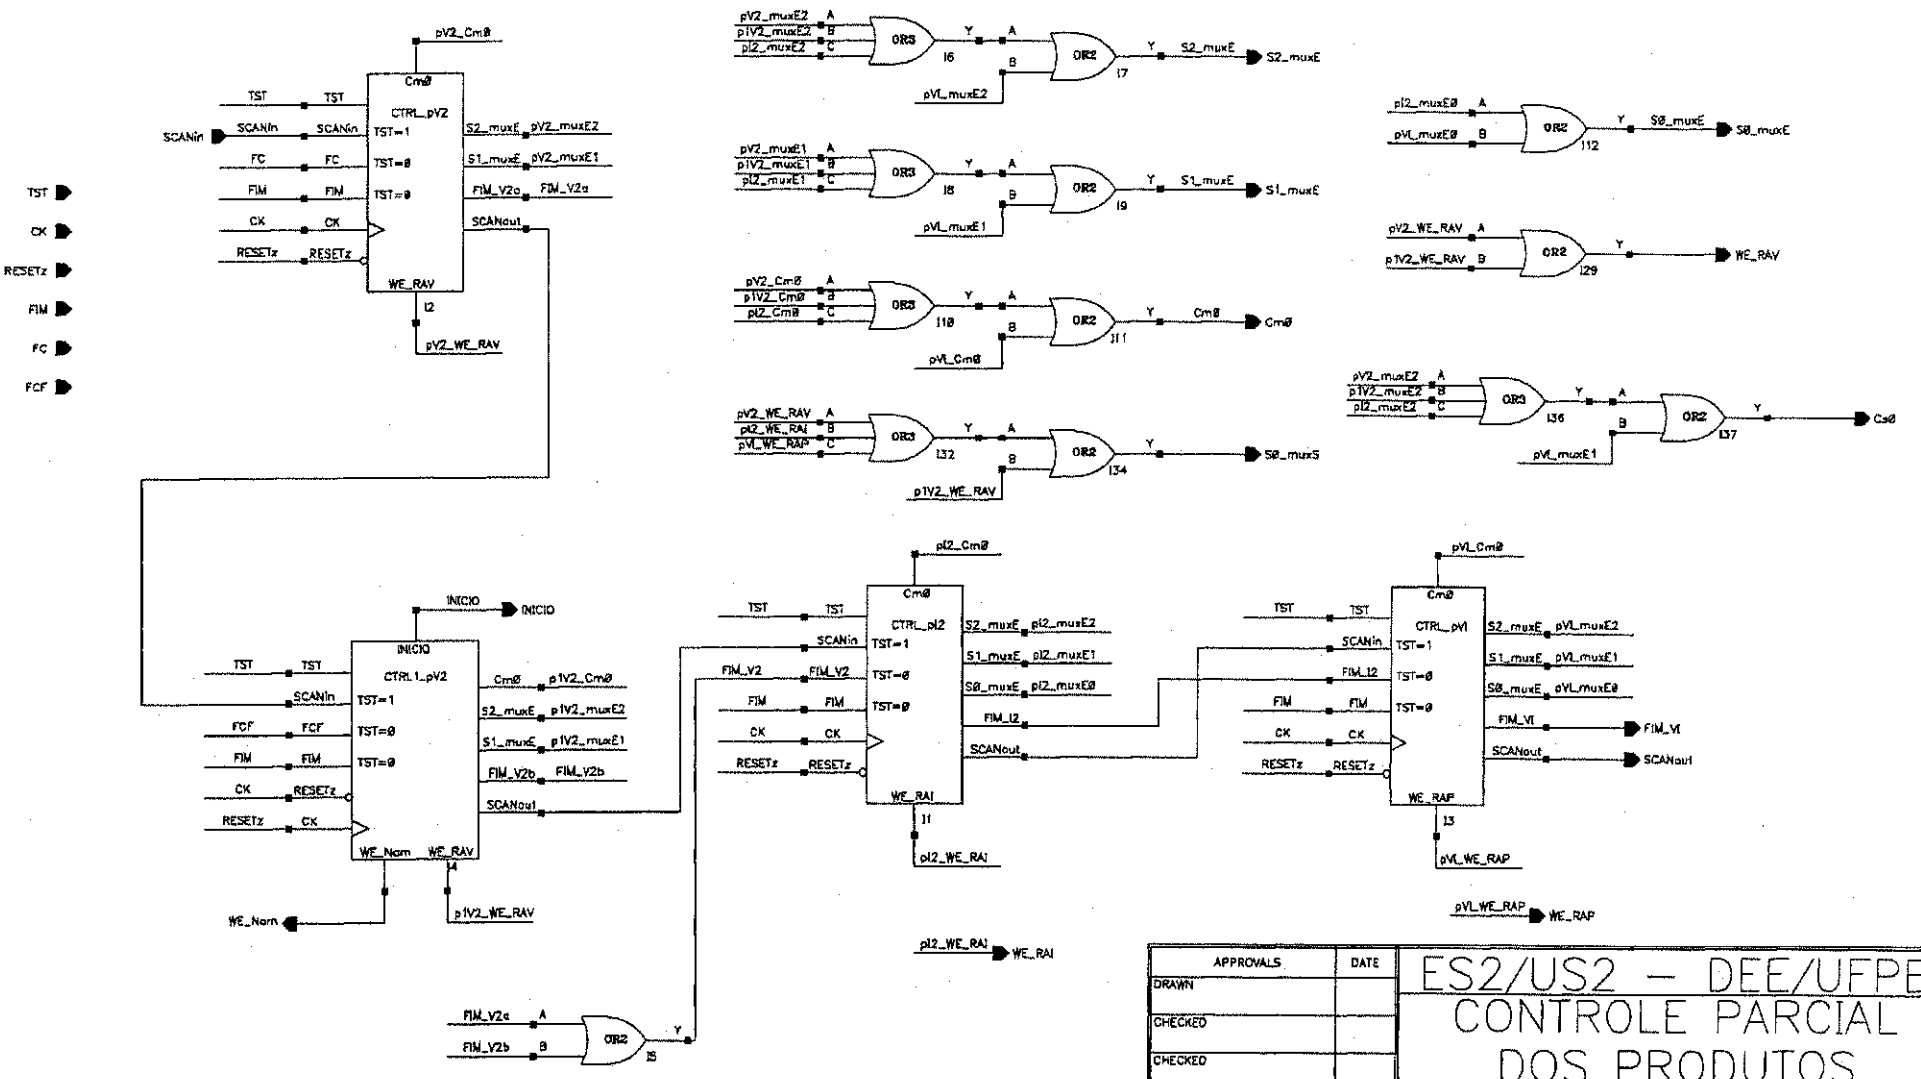 pV2_Cm0
Cm0
CTRL_pV2
TST TST
SCANin SCANin SCANin TST=1
FC FC TST=0
FIM FIM TST=0
CK CK
RESETz RESETz
S2_muxE pV2_muxE2
S1_muxE pV2_muxE1
FIM_V2a FIM_V2a
SCANout
WE_RAV
I2
pV2_WE_RAV
TST
CK
RESETz
FIM
FC
FCF
pV2_muxE2 A
p1V2_muxE2 B
pI2_muxE2 C
OR3
I6
Y A
B
pVI_muxE2
OR2
I7
Y S2_muxE S2_muxE
pV2_muxE1 A
p1V2_muxE1 B
pI2_muxE1 C
OR3
I8
Y A
B
pVI_muxE1
OR2
I9
Y S1_muxE S1_muxE
pV2_Cm0 A
p1V2_Cm0 B
pI2_Cm0 C
OR3
I10
Y A
B
pVI_Cm0
OR2
I11
Y Cm0 Cm0
pV2_WE_RAV A
pI2_WE_RAI B
pVI_WE_RAP C
OR3
I32
Y A
B
p1V2_WE_RAV
OR2
I34
Y S0_muxS
pI2_muxE0 A
pVI_muxE0 B
OR2
I12
Y S0_muxE S0_muxE
pV2_WE_RAV A
p1V2_WE_RAV B
OR2
I29
Y WE_RAV
pV2_muxE2 A
p1V2_muxE2 B
pI2_muxE2 C
OR3
I36
Y A
B
pVI_muxE1
OR2
I37
Y Cs0
INICIO INICIO
INICIO
CTRL1_pV2
TST TST
SCANin TST=1
FCF FCF TST=0
FIM FIM TST=0
CK RESETz
RESETz CK
Cm0 p1V2_Cm0
S2_muxE p1V2_muxE2
S1_muxE p1V2_muxE1
FIM_V2b FIM_V2b
SCANout
WE_Nom WE_RAV
I4
WE_Nom
p1V2_WE_RAV
pI2_Cm0
Cm0
CTRL_pI2
TST TST
SCANin TST=1
FIM_V2 FIM_V2 TST=0
FIM FIM TST=0
CK CK
RESETz RESETz
S2_muxE pI2_muxE2
S1_muxE pI2_muxE1
S0_muxE pI2_muxE0
FIM_I2
SCANout
WE_RAI
I1
pI2_WE_RAI
pI2_WE_RAI WE_RAI
pVI_Cm0
Cm0
CTRL_pVI
TST TST
SCANin TST=1
FIM_I2 TST=0
FIM FIM TST=0
CK CK
RESETz RESETz
S2_muxE pVI_muxE2
S1_muxE pVI_muxE1
S0_muxE pVI_muxE0
FIM_VI FIM_VI
SCANout SCANout
WE_RAP
I3
pVI_WE_RAP
pVI_WE_RAP WE_RAP
FIM_V2a A
FIM_V2b B
OR2
I5
Y
APPROVALS DATE
DRAWN
CHECKED
CHECKED
ES2/US2 - DEE/UFPE
CONTROLE PARCIAL
DOS PRODUTOS